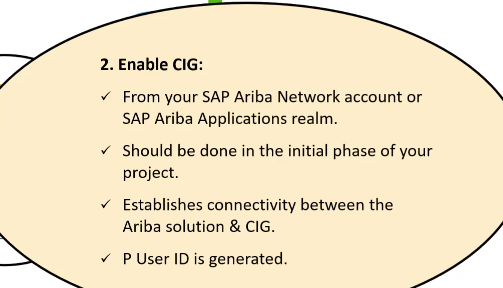 2. Enable CIG:
✓ From your SAP Ariba Network account or
SAP Ariba Applications realm.
✓ Should be done in the initial phase of your
project.
✓ Establishes connectivity between the
Ariba solution & CIG.
✓ P User ID is generated.